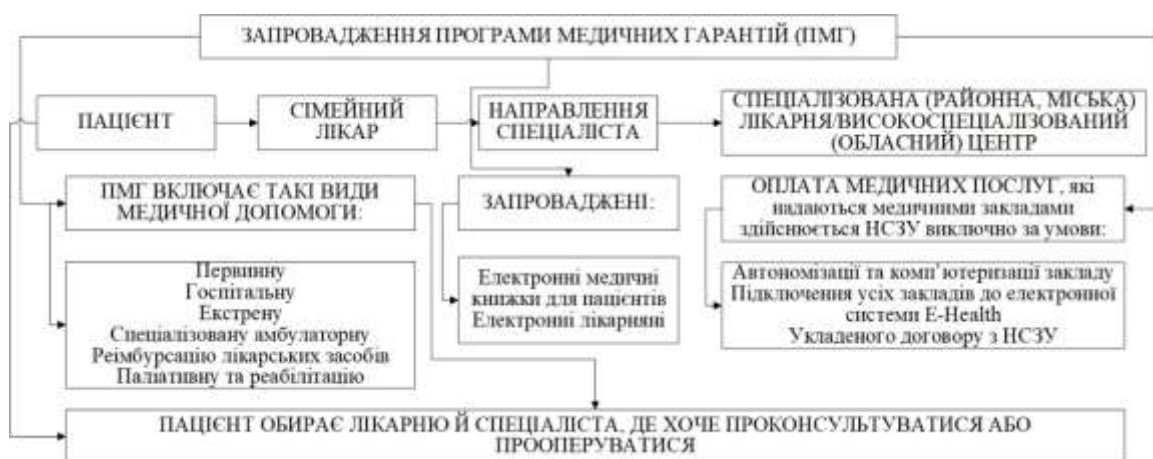 ЗАПРОВАДЖЕННЯ ПРОГРАМИ МЕДИЧНИХ ГАРАНТІЙ (ПМГ)
ПАЦІЄНТ
СІМЕЙНИЙ
ЛІКАР
НАПРАВЛЕННЯ
СПЕЦІАЛІСТА
СПЕЦІАЛІЗОВАНА (РАЙОННА, МІСЬКА)
ЛІКАРНЯ/ВИСОКОСПЕЦІАЛІЗОВАНИЙ
(ОБЛАСНИЙ) ЦЕНТР
ПМГ ВКЛЮЧАЄ ТАКІ ВИДИ
МЕДИЧНОЇ ДОПОМОГИ:
ЗАПРОВАДЖЕНІ:
ОПЛАТА МЕДИЧНИХ ПОСЛУГ, які
надаються медичними закладами
здійснюється НСЗУ виключно за умови:
Первинну
Госпітальну
Екстрену
Спеціалізовану амбулаторну
Реімбурсацію лікарських засобів
Паліативну та реабілітацію
Електронні медичні
книжки для пацієнтів
Електронні лікарняні
Автономізації та комп'ютеризації закладу
Підключення усіх закладів до електронної
системи E-Health
Укладеного договору з НСЗУ
ПАЦІЄНТ ОБИРАЄ ЛІКАРНЮ Й СПЕЦІАЛІСТА, ДЕ ХОЧЕ ПРОКОНСУЛЬТУВАТИСЯ АБО
ПРООПЕРУВАТИСЯ